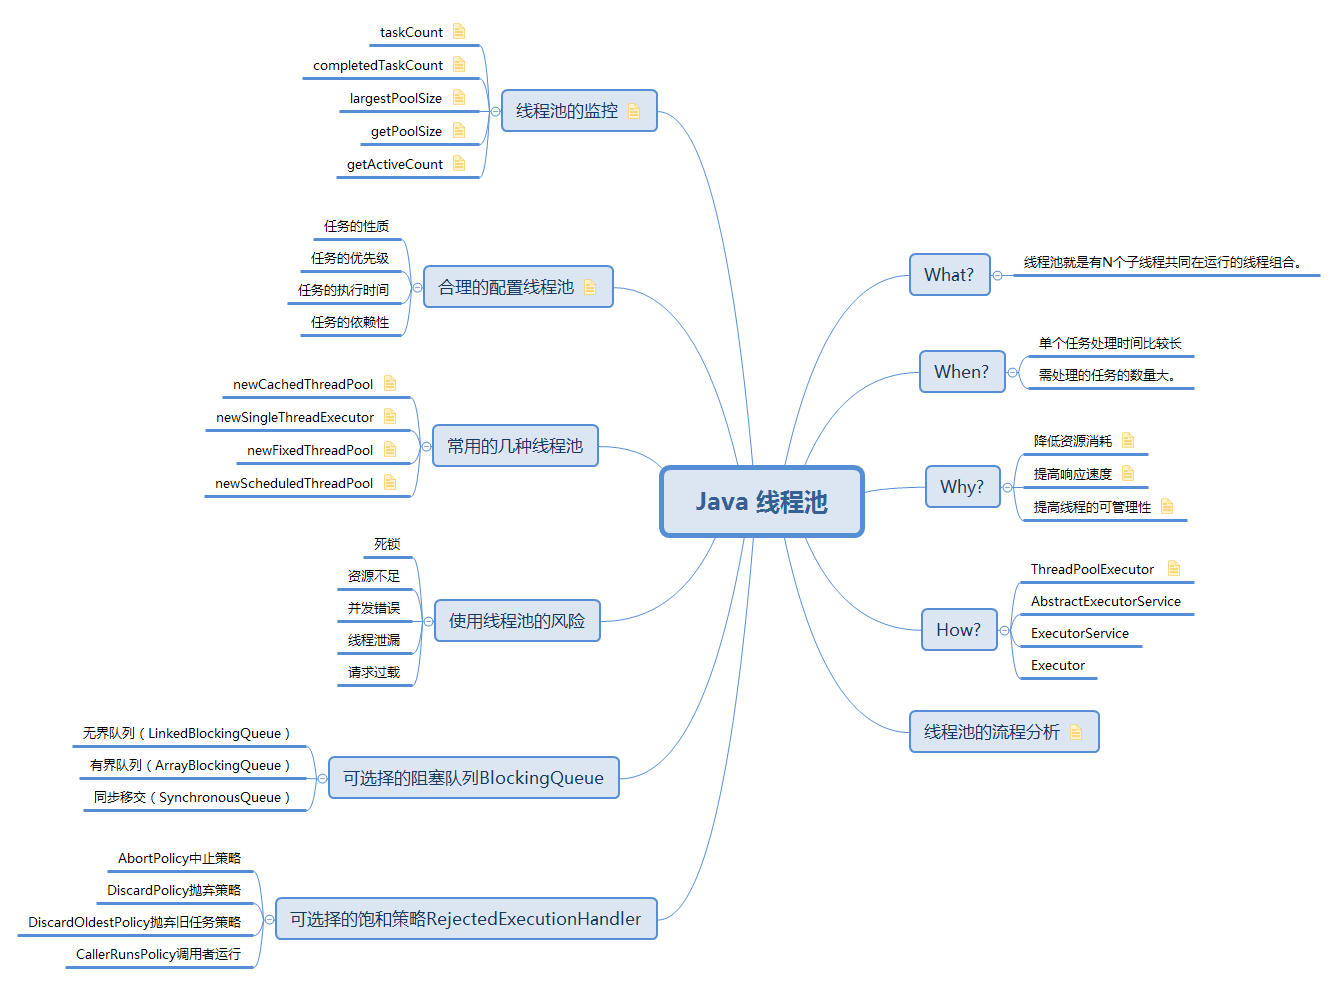 Java 线程池
What?
线程池就是有N个子线程共同在运行的线程组合。
When?
单个任务处理时间比较长
需处理的任务的数量大。
Why?
降低资源消耗
提高响应速度
提高线程的可管理性
How?
ThreadPoolExecutor
AbstractExecutorService
ExecutorService
Executor
线程池的流程分析
线程池的监控
taskCount
completedTaskCount
largestPoolSize
getPoolSize
getActiveCount
合理的配置线程池
任务的性质
任务的优先级
任务的执行时间
任务的依赖性
常用的几种线程池
newCachedThreadPool
newSingleThreadExecutor
newFixedThreadPool
newScheduledThreadPool
使用线程池的风险
死锁
资源不足
并发错误
线程泄漏
请求过载
可选择的阻塞队列BlockingQueue
无界队列（LinkedBlockingQueue）
有界队列（ArrayBlockingQueue）
同步移交（SynchronousQueue）
可选择的饱和策略RejectedExecutionHandler
AbortPolicy中止策略
DiscardPolicy抛弃策略
DiscardOldestPolicy抛弃旧任务策略
CallerRunsPolicy调用者运行